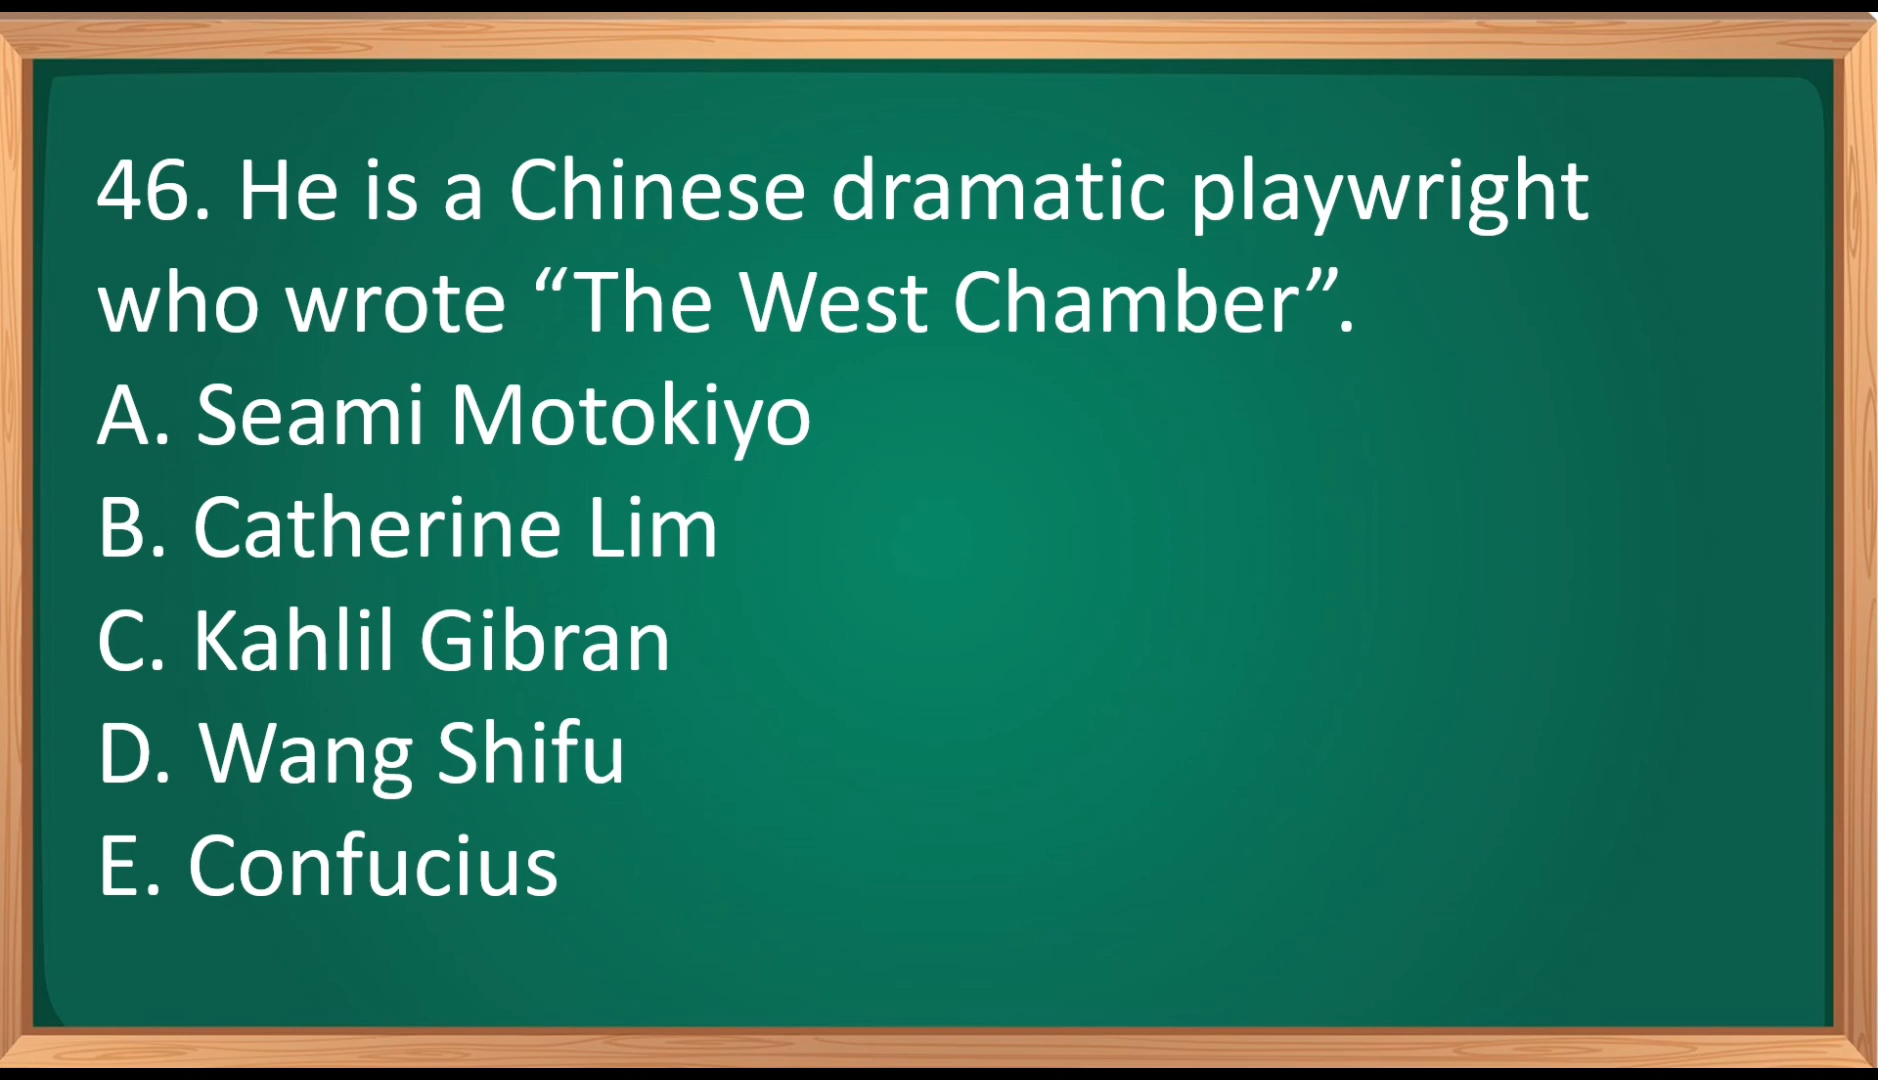 46. He is a Chinese dramatic playwright
who wrote “The West Chamber”.
A. Seami Motokiyo
B. Catherine Lim
C. Kahlil Gibran
D. Wang Shifu
E. Confucius